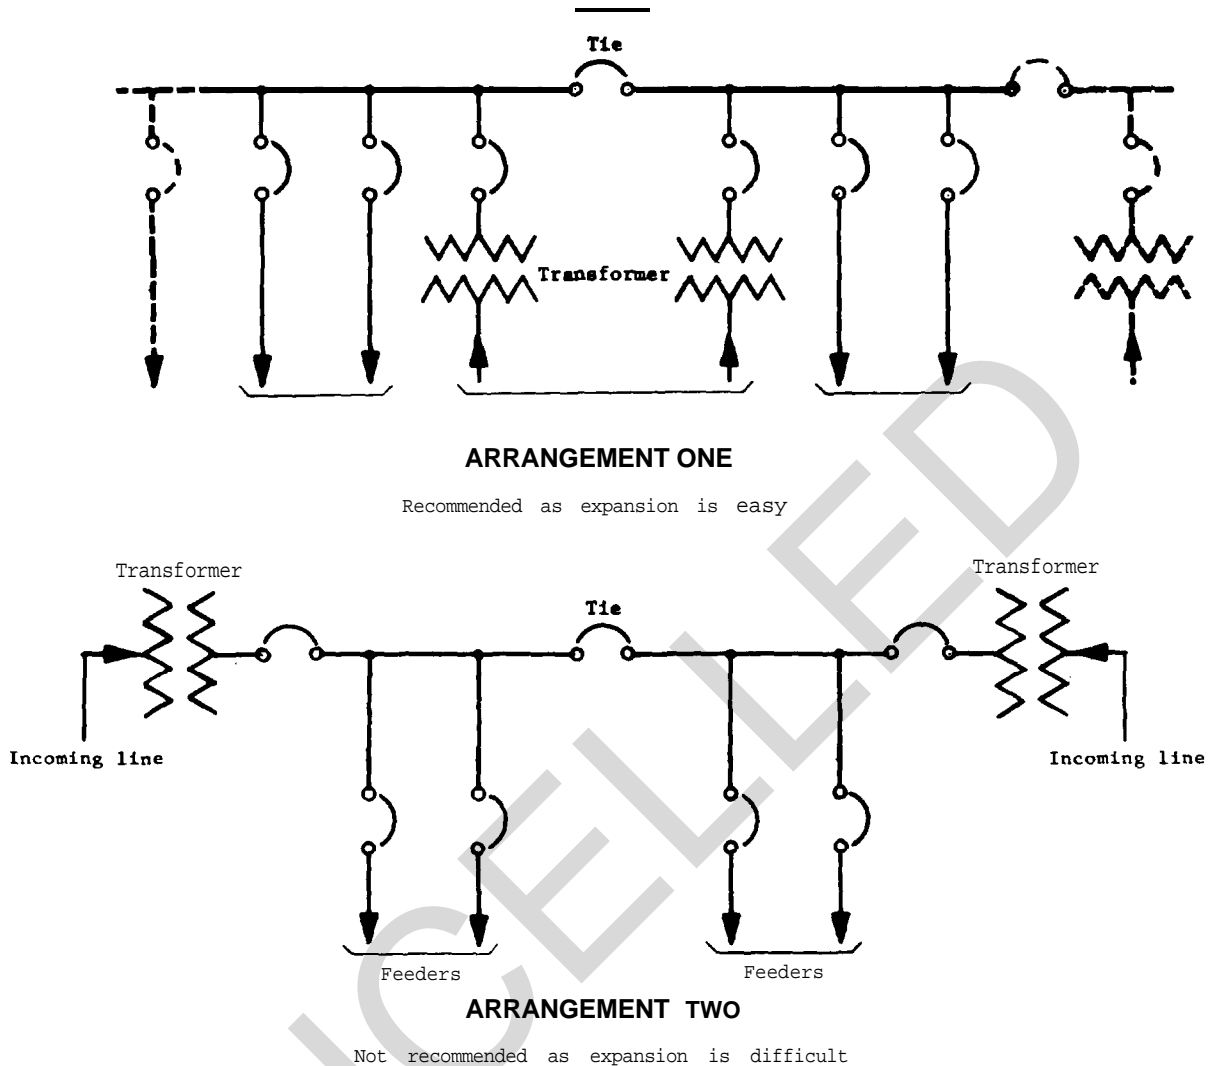 Tie
Transformer
ARRANGEMENT ONE
Recommended as expansion is easy
Transformer
Transformer
Tie
Incoming line
Incoming line
Feeders
Feeders
ARRANGEMENT TWO
Not recommended as expansion is difficult
NCELLED